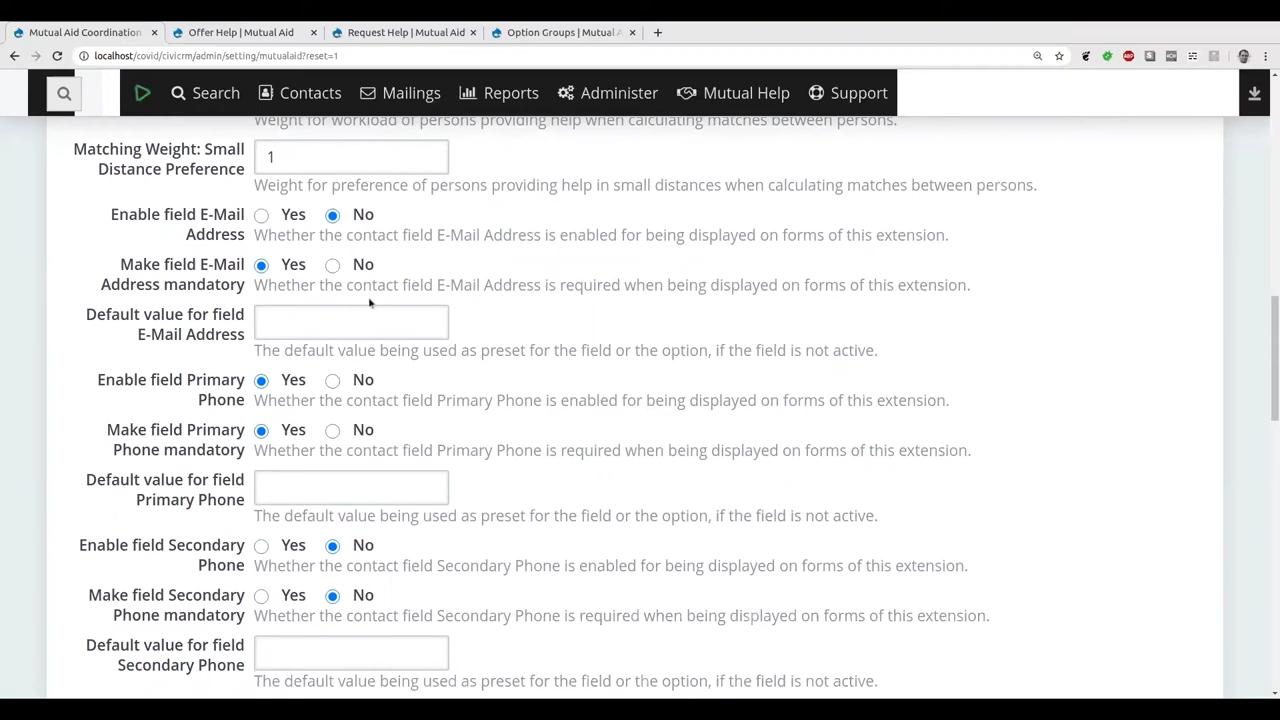 Mutual Aid Coordination
Offer Help | Mutual Aid
Request Help | Mutual Aid
Option Groups | Mutual A
localhost/covid/civicrm/admin/setting/mutualaid?reset=1
Search
Contacts
Mailings
Reports
Administer
Mutual Help
Support
Weight for workload of persons providing help when calculating matches between persons.
Matching Weight: Small
Distance Preference
1
Weight for preference of persons providing help in small distances when calculating matches between persons.
Enable field E-Mail
Address
Yes No
Whether the contact field E-Mail Address is enabled for being displayed on forms of this extension.
Make field E-Mail
Address mandatory
Yes No
Whether the contact field E-Mail Address is required when being displayed on forms of this extension.
Default value for field
E-Mail Address
The default value being used as preset for the field or the option, if the field is not active.
Enable field Primary
Phone
Yes No
Whether the contact field Primary Phone is enabled for being displayed on forms of this extension.
Make field Primary
Phone mandatory
Yes No
Whether the contact field Primary Phone is required when being displayed on forms of this extension.
Default value for field
Primary Phone
The default value being used as preset for the field or the option, if the field is not active.
Enable field Secondary
Phone
Yes No
Whether the contact field Secondary Phone is enabled for being displayed on forms of this extension.
Make field Secondary
Phone mandatory
Yes No
Whether the contact field Secondary Phone is required when being displayed on forms of this extension.
Default value for field
Secondary Phone
The default value being used as preset for the field or the option, if the field is not active.